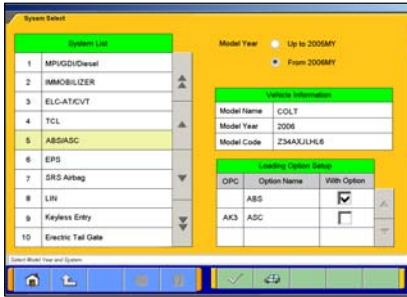 Sysem Select
System List
1 MPI/GDI/Diesel
2 IMMOBILIZER
3 ELC-AT/CVT
4 TCL
5 ABS/ASC
6 EPS
7 SRS Airbag
8 LIN
9 Keyless Entry
10 Erectric Tail Gate
Model Year Up to 2005MY
From 2006MY
Vehicle Information
Model Name COLT
Model Year 2006
Model Code Z34AXJLHL6
Loading Option Setup
OPC Option Name With Option
ABS
AK3 ASC
Select Model Year and System